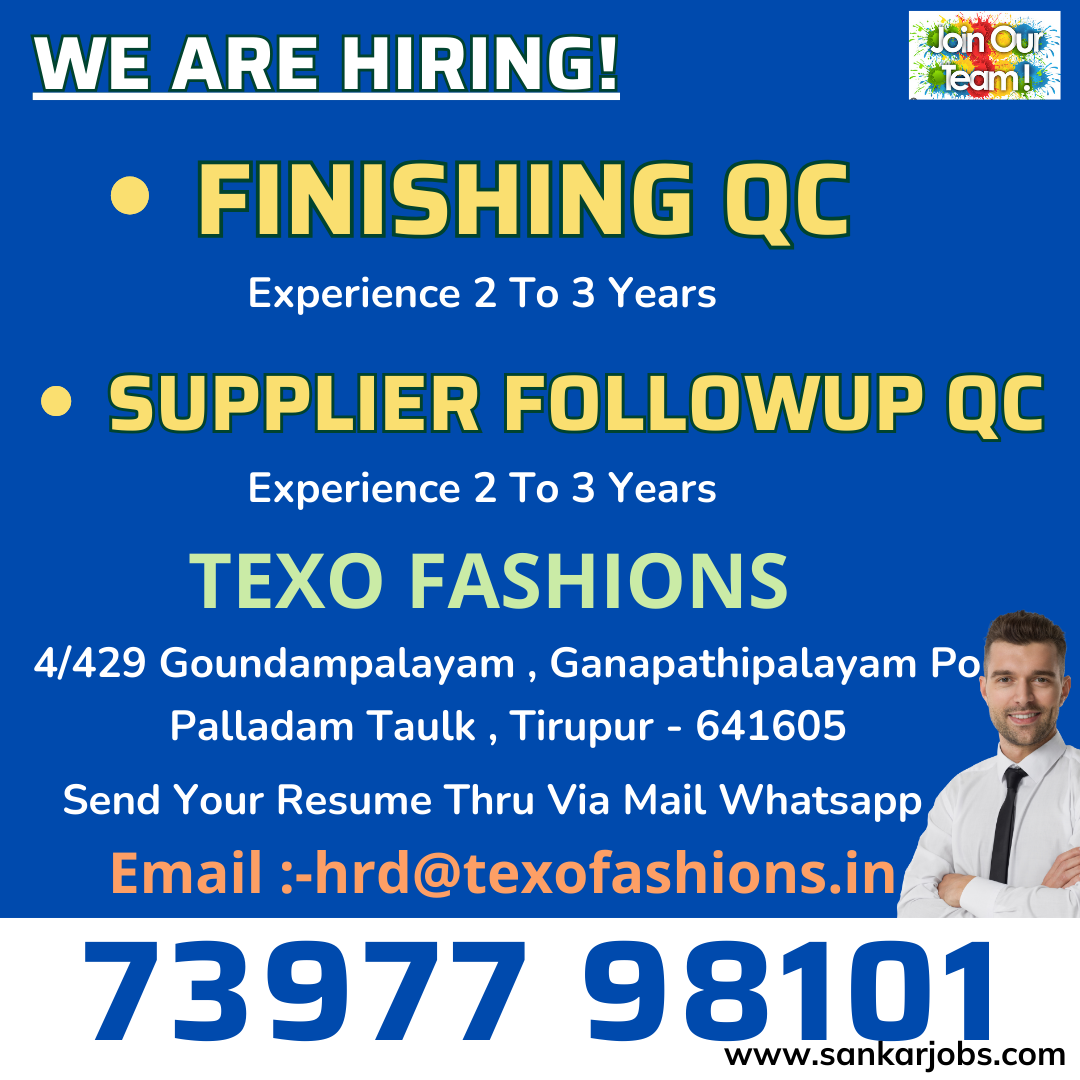 WE ARE HIRING!
Join Our
Team!
• FINISHING QC
Experience 2 To 3 Years
• SUPPLIER FOLLOWUP QC
Experience 2 To 3 Years
TEXO FASHIONS
4/429 Goundampalayam , Ganapathipalayam Po
Palladam Taulk , Tirupur - 641605
Send Your Resume Thru Via Mail Whatsapp
Email :-hrd@texofashions.in
73977 98101
www.sankarjobs.com